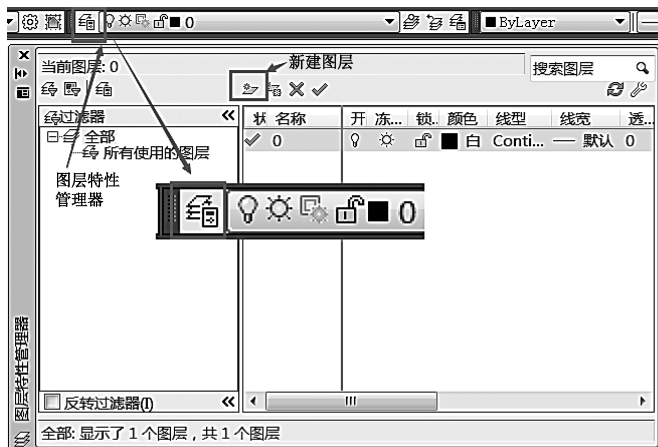 0 ByLayer
当前图层: 0 新建图层 搜索图层
过滤器 状 名称 开 冻... 锁.. 颜色 线型 线宽 透...
全部 0 白 Conti... 默认 0
所有使用的图层
图层特性
管理器
0
图层特性管理器
反转过滤器(I)
全部: 显示了 1 个图层 , 共 1 个图层